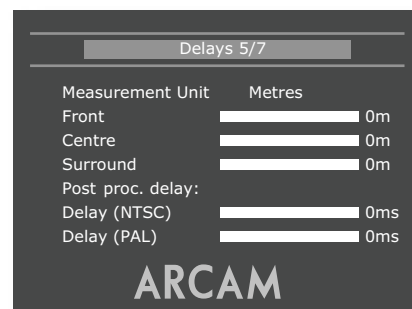 Delays 5/7
Measurement Unit Metres
Front 0m
Centre 0m
Surround 0m
Post proc. delay:
Delay (NTSC) 0ms
Delay (PAL) 0ms
ARCAM